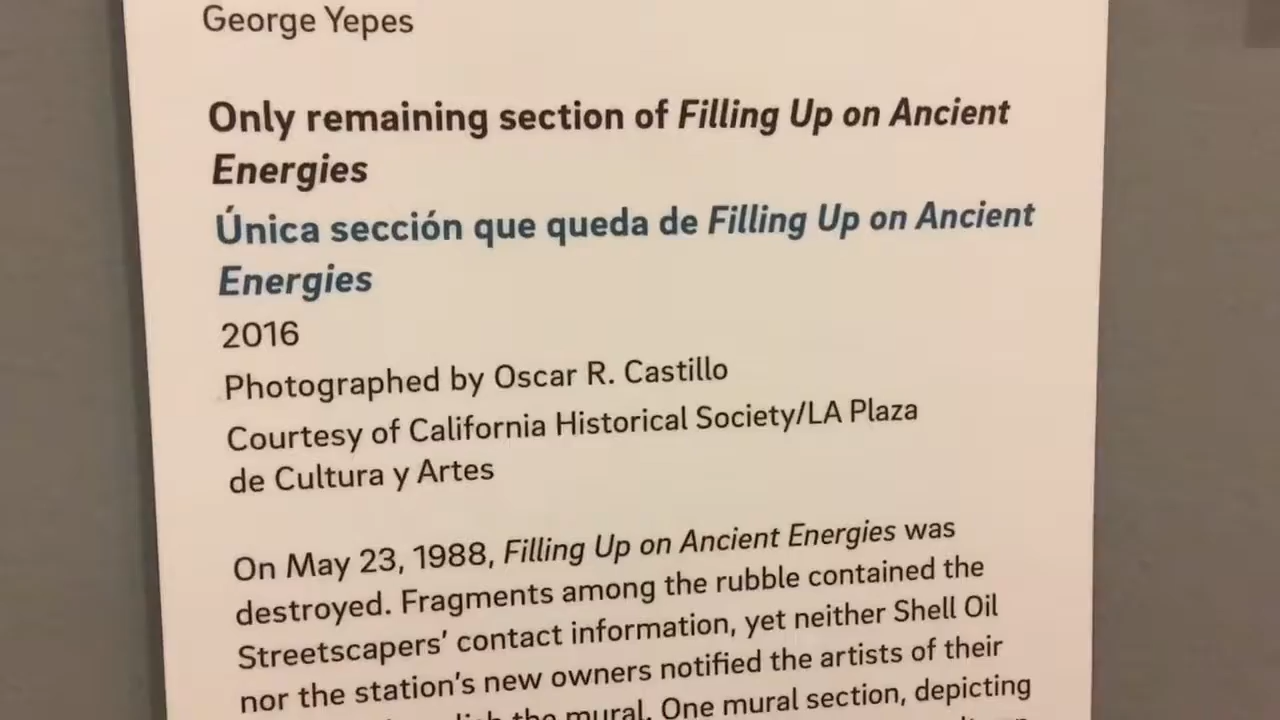 George Yepes
Only remaining section of Filling Up on Ancient
Energies
Única sección que queda de Filling Up on Ancient
Energies
2016
Photographed by Oscar R. Castillo
Courtesy of California Historical Society/LA Plaza
de Cultura y Artes
On May 23, 1988, Filling Up on Ancient Energies was
destroyed. Fragments among the rubble contained the
Streetscapers’ contact information, yet neither Shell Oil
nor the station’s new owners notified the artists of their
the mural. One mural section, depicting